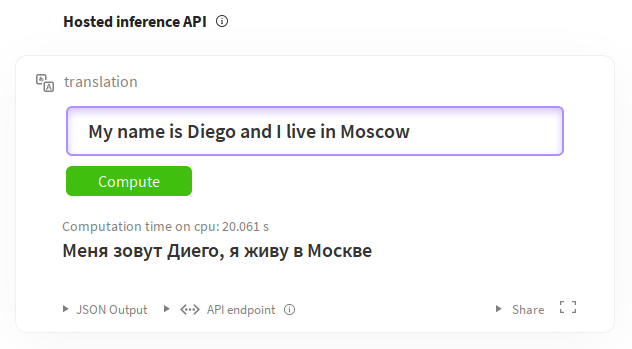 Hosted inference API
translation
My name is Diego and I live in Moscow
Compute
Computation time on cpu: 20.061 s
Меня зовут Диего, я живу в Москве
JSON Output API endpoint Share